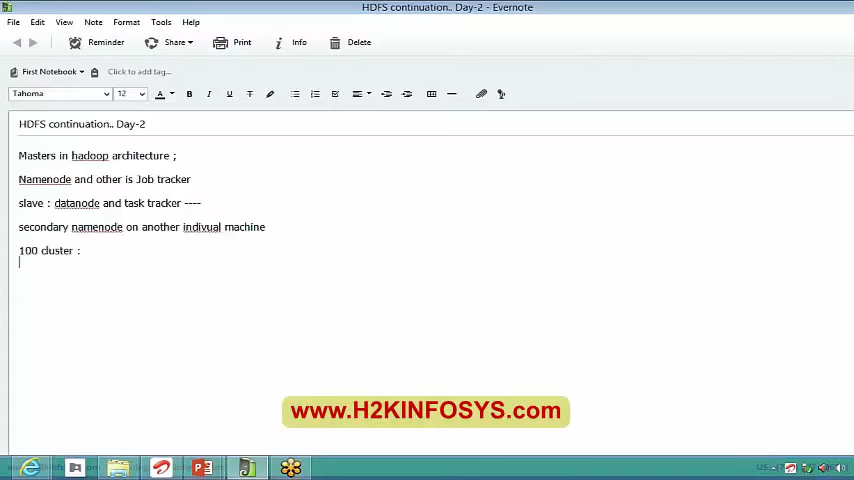 HDFS continuation.. Day-2 - Evernote
File Edit View Note Format Tools Help
Reminder Share Print Info Delete
First Notebook Click to add tag...
Tahoma 12 A B I U T
HDFS continuation.. Day-2
Masters in hadoop architecture ;
Namenode and other is Job tracker
slave : datanode and task tracker ----
secondary namenode on another indivual machine
100 cluster :
www.H2KINFOSYS.com
US